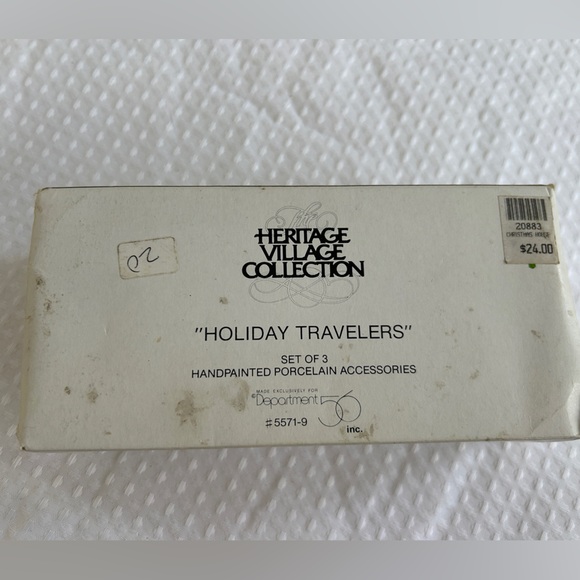 The
HERITAGE
VILLAGE
COLLECTION
20883
$24.00
"HOLIDAY TRAVELERS"
SET OF 3
HANDPAINTED PORCELAIN ACCESSORIES
MADE EXCLUSIVELY FOR
©Department 56
inc.
#5571-9